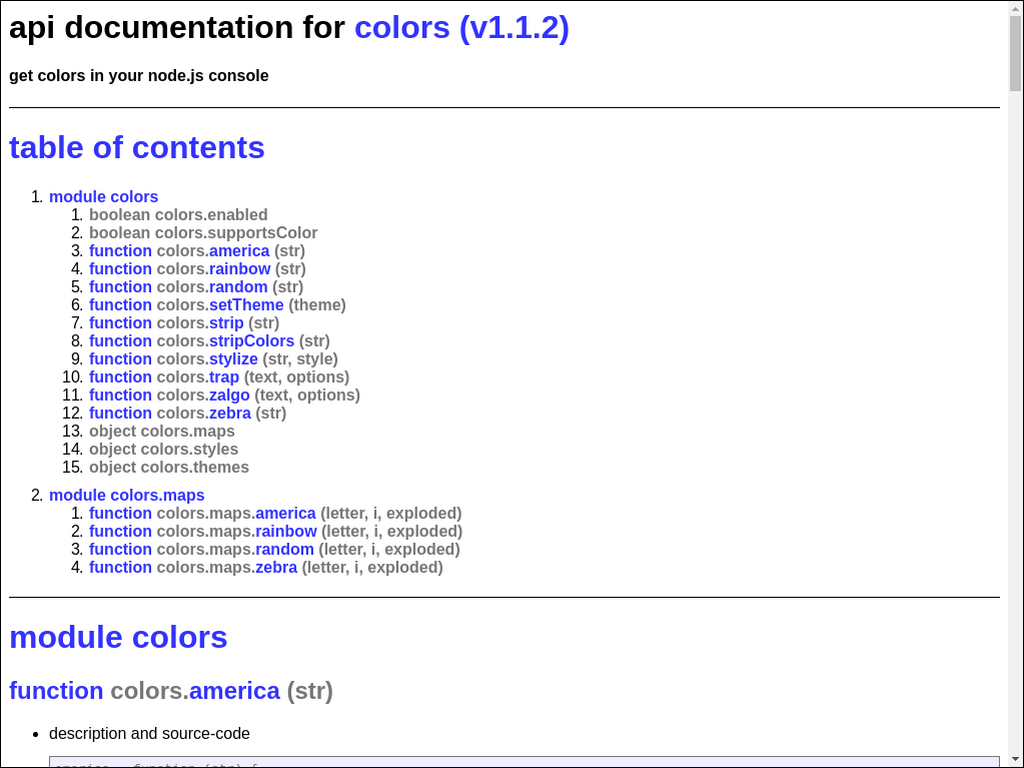 api documentation for colors (v1.1.2)
get colors in your node.js console
table of contents
1. module colors
1. boolean colors.enabled
2. boolean colors.supportsColor
3. function colors.america (str)
4. function colors.rainbow (str)
5. function colors.random (str)
6. function colors.setTheme (theme)
7. function colors.strip (str)
8. function colors.stripColors (str)
9. function colors.stylize (str, style)
10. function colors.trap (text, options)
11. function colors.zalgo (text, options)
12. function colors.zebra (str)
13. object colors.maps
14. object colors.styles
15. object colors.themes
2. module colors.maps
1. function colors.maps.america (letter, i, exploded)
2. function colors.maps.rainbow (letter, i, exploded)
3. function colors.maps.random (letter, i, exploded)
4. function colors.maps.zebra (letter, i, exploded)
module colors
function colors.america (str)
• description and source-code
america = function (str) {